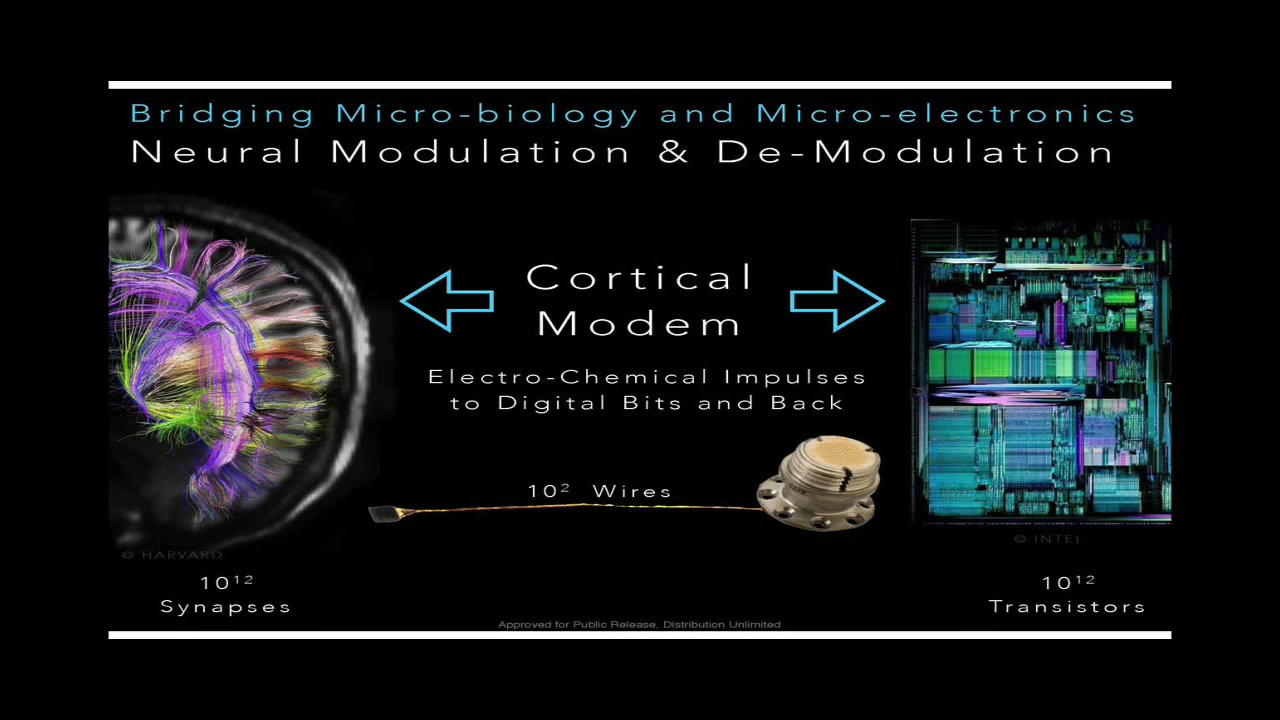 Bridging Micro-biology and Micro-electronics
Neural Modulation & De-Modulation
Cortical
Modem
Electro-Chemical Impulses
to Digital Bits and Back
10² Wires
© HARVARD
© INTEL
10¹²
Synapses
10¹²
Transistors
Approved for Public Release, Distribution Unlimited